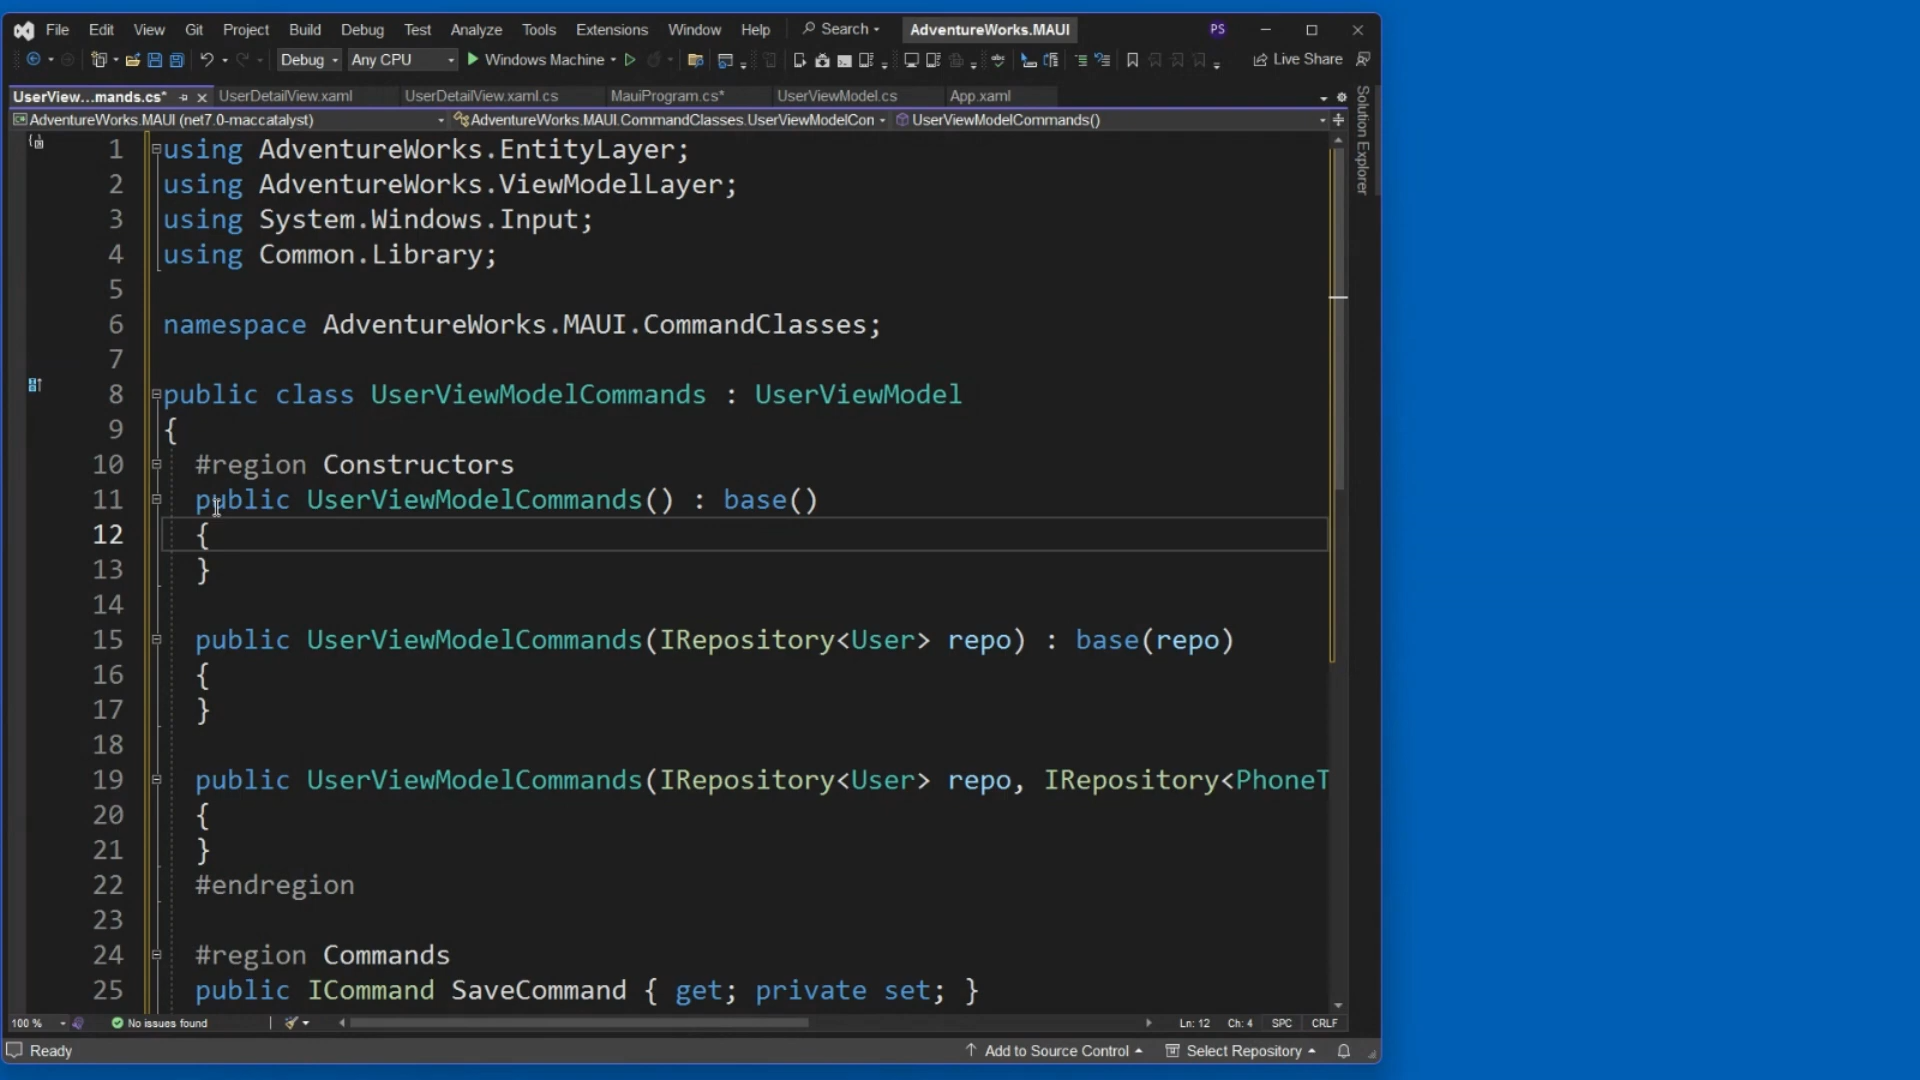 File Edit View Git Project Build Debug Test Analyze Tools Extensions Window Help Search AdventureWorks.MAUI PS
Debug Any CPU Windows Machine Live Share
UserView...mands.cs* UserDetailView.xaml UserDetailView.xaml.cs MauiProgram.cs* UserViewModel.cs App.xaml
AdventureWorks.MAUI (net7.0-maccatalyst) AdventureWorks.MAUI.CommandClasses.UserViewModelCon UserViewModelCommands()
Solution Explorer
1 using AdventureWorks.EntityLayer;
2 using AdventureWorks.ViewModelLayer;
3 using System.Windows.Input;
4 using Common.Library;
5
6 namespace AdventureWorks.MAUI.CommandClasses;
7
8 public class UserViewModelCommands : UserViewModel
9 {
10 #region Constructors
11 public UserViewModelCommands() : base()
12 {
13 }
14
15 public UserViewModelCommands(IRepository<User> repo) : base(repo)
16 {
17 }
18
19 public UserViewModelCommands(IRepository<User> repo, IRepository<PhoneT
20 {
21 }
22 #endregion
23
24 #region Commands
25 public ICommand SaveCommand { get; private set; }
100 % No issues found Ln: 12 Ch: 4 SPC CRLF
Ready Add to Source Control Select Repository